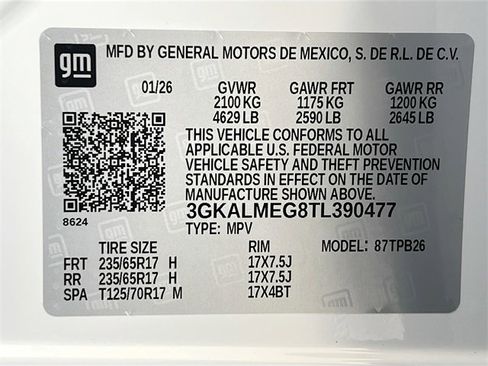 gm MFD BY GENERAL MOTORS DE MEXICO, S. DE R.L. DE C.V.
01/26 GVWR GAWR FRT GAWR RR
2100 KG 1175 KG 1200 KG
4629 LB 2590 LB 2645 LB
THIS VEHICLE CONFORMS TO ALL
APPLICABLE U.S. FEDERAL MOTOR
VEHICLE SAFETY AND THEFT PREVENTION
STANDARDS IN EFFECT ON THE DATE OF
MANUFACTURE SHOWN ABOVE.
8624 3GKALMEG8TL390477
TYPE: MPV
TIRE SIZE RIM MODEL: 87TPB26
FRT 235/65R17 H 17X7.5J
RR 235/65R17 H 17X7.5J
SPA T125/70R17 M 17X4BT